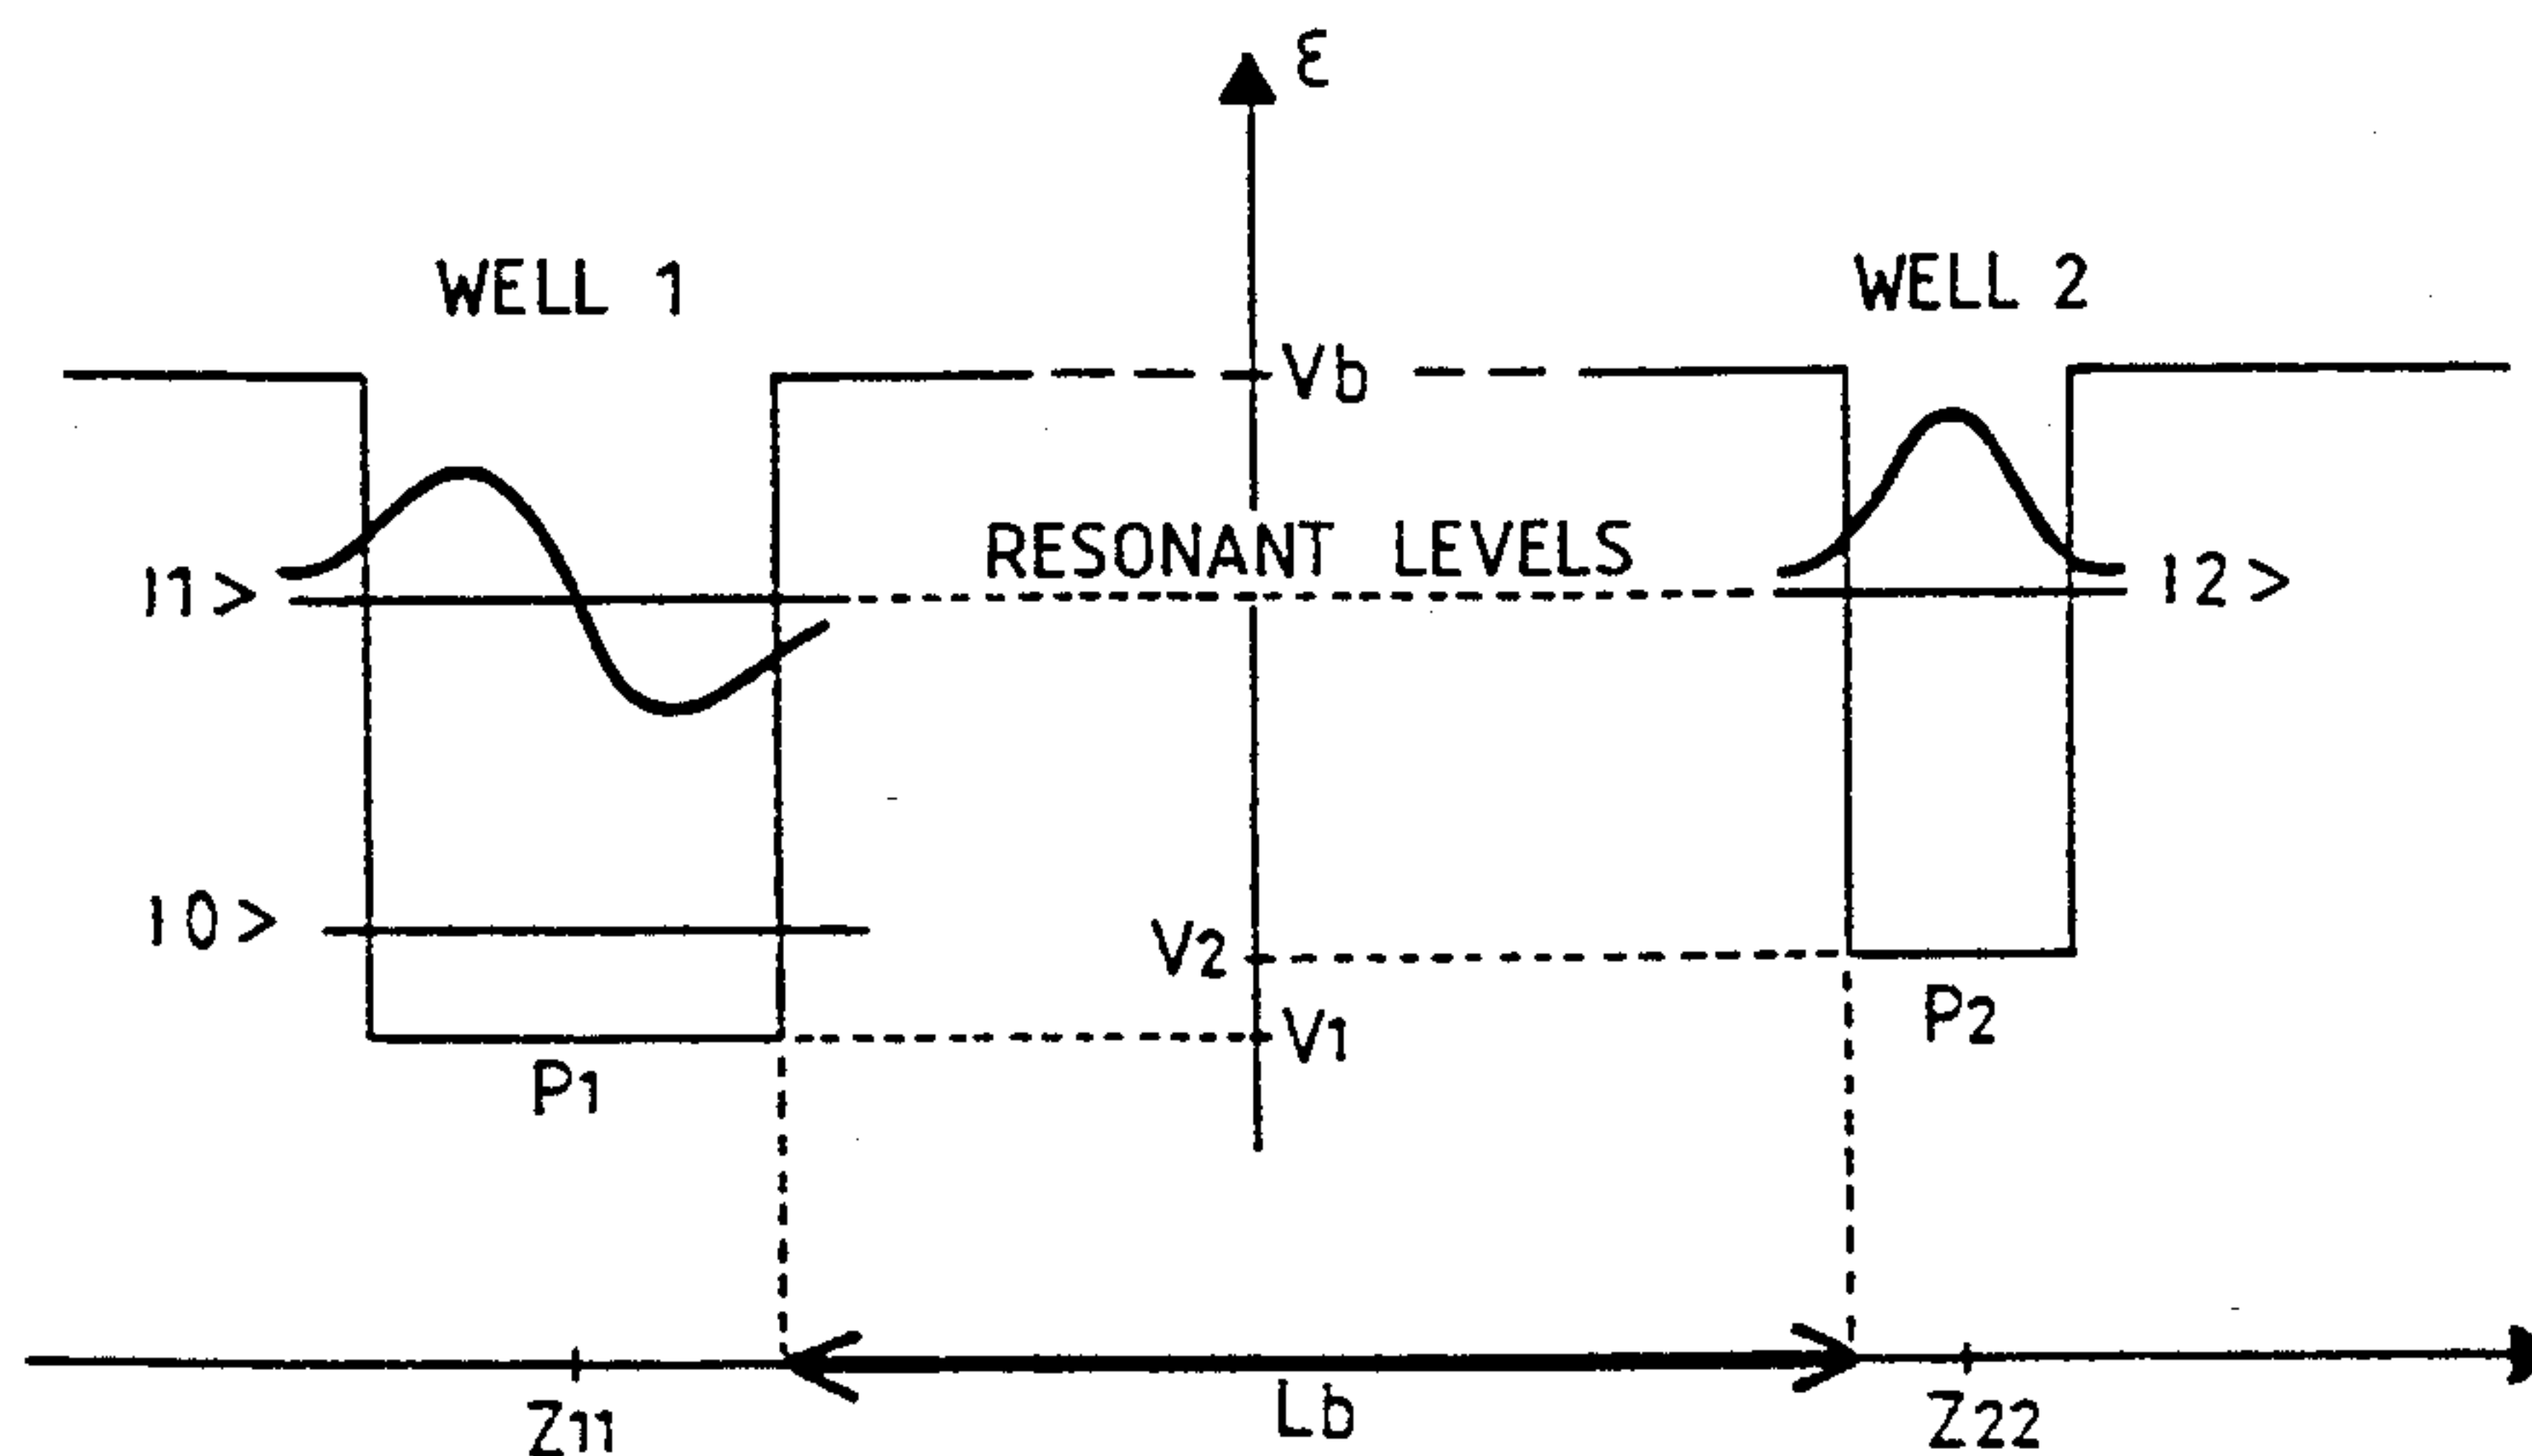 ε
WELL 1
WELL 2
Vb
RESONANT LEVELS
|1>
|2>
|0>
V2
V1
P1
P2
Z11
Lb
Z22